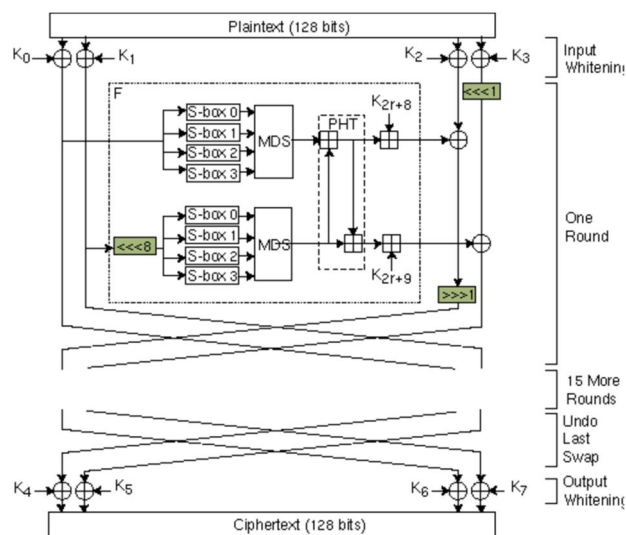 Plaintext (128 bits)
K0
K1
K2
K3
Input
Whitening
<<<1
F
S-box 0
S-box 1
S-box 2
S-box 3
MDS
PHT
K2r+8
One
Round
<<<8
S-box 0
S-box 1
S-box 2
S-box 3
MDS
K2r+9
>>>1
15 More
Rounds
Undo
Last
Swap
K4
K5
K6
K7
Output
Whitening
Ciphertext (128 bits)